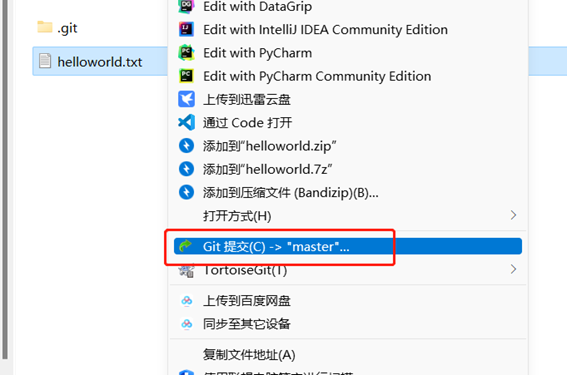 Edit with DataGrip
.git
Edit with IntelliJ IDEA Community Edition
Edit with PyCharm
helloworld.txt
Edit with PyCharm Community Edition
上传到迅雷云盘
通过 Code 打开
添加到"helloworld.zip"
添加到"helloworld.7z"
添加到压缩文件 (Bandizip)(B)...
打开方式(H)
Git 提交(C) -> "master"...
TortoiseGit(T)
上传到百度网盘
同步至其它设备
复制文件地址(A)